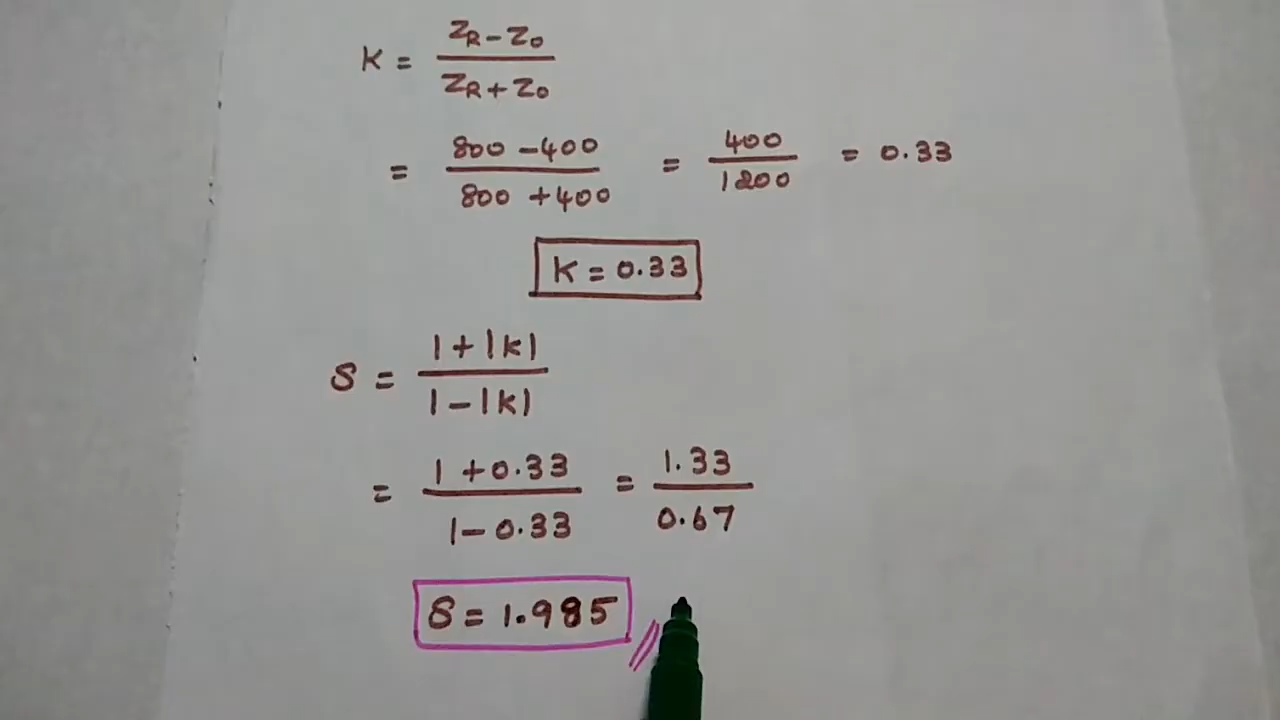 K = (Z_R - Z_0) / (Z_R + Z_0)
= (800 - 400) / (800 + 400) = 400 / 1200 = 0.33
K = 0.33
S = (1 + |K|) / (1 - |K|)
= (1 + 0.33) / (1 - 0.33) = 1.33 / 0.67
S = 1.985